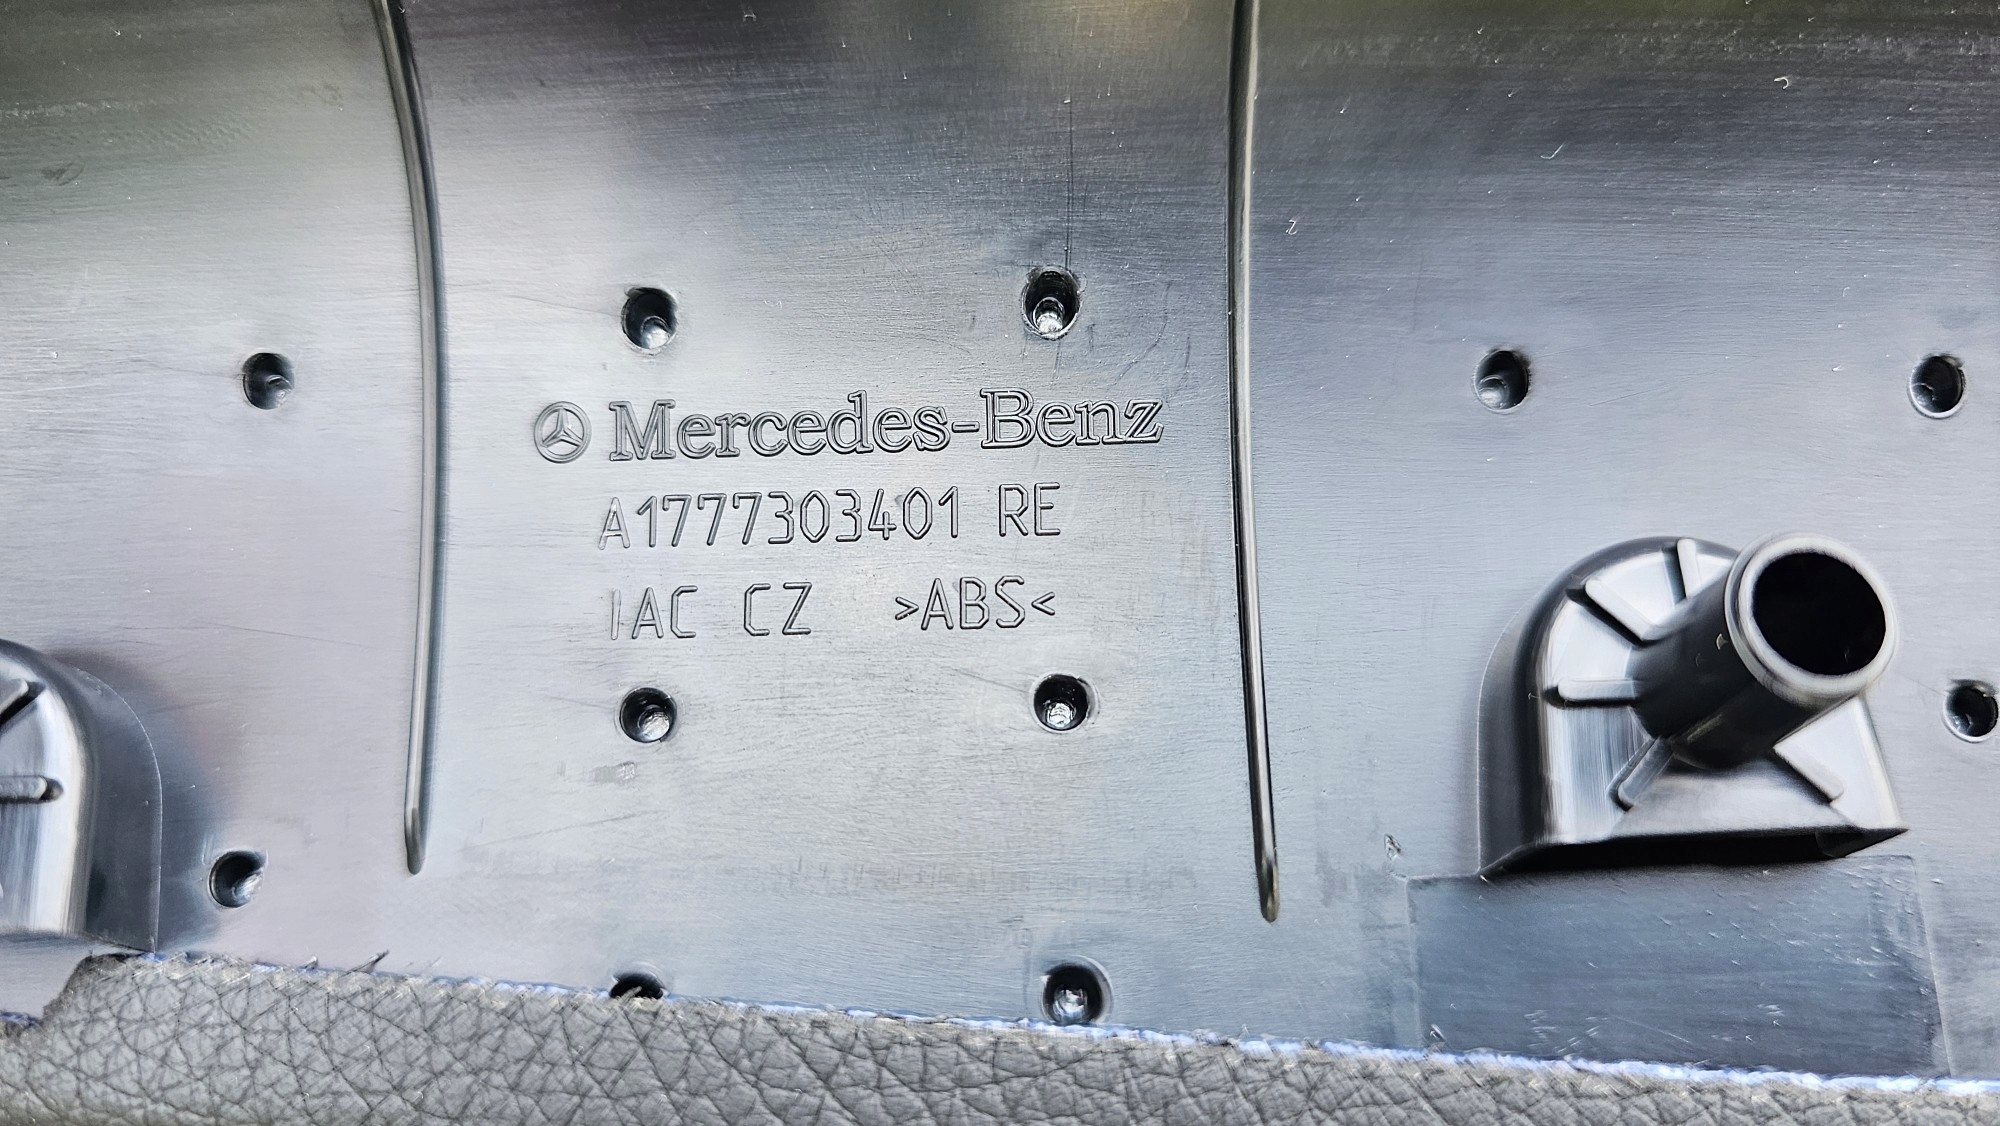 Mercedes-Benz
A1777303401 RE
IAC CZ >ABS<